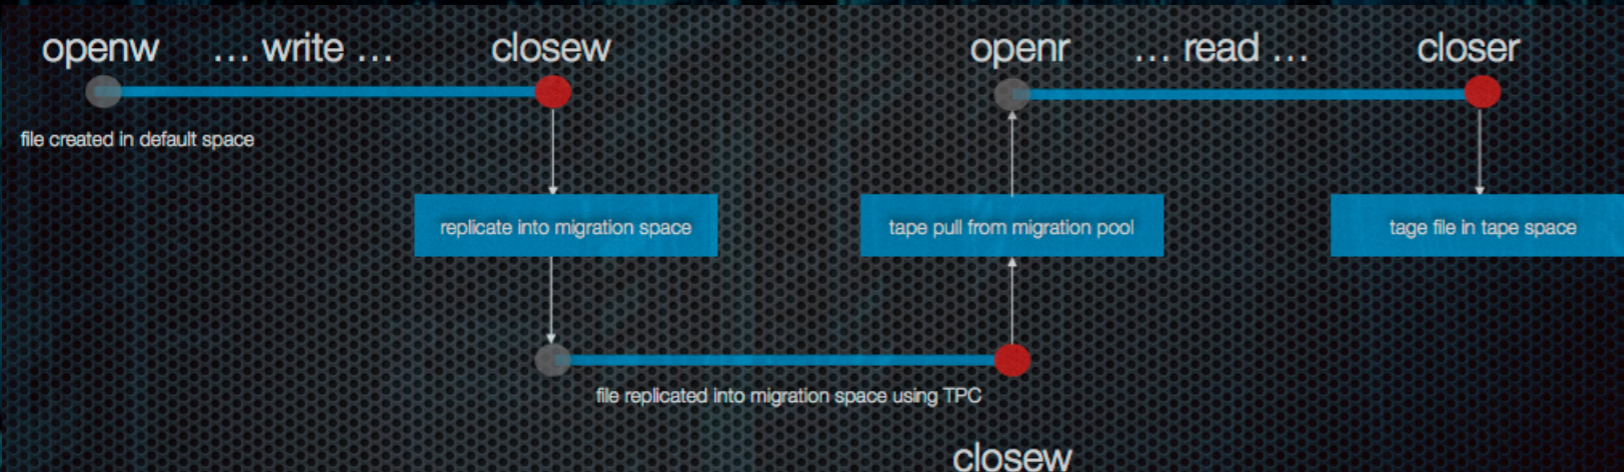 openw ... write ... closew openr ... read ... closer
file created in default space
replicate into migration space tape pull from migration pool tage file in tape space
file replicated into migration space using TPC
closew